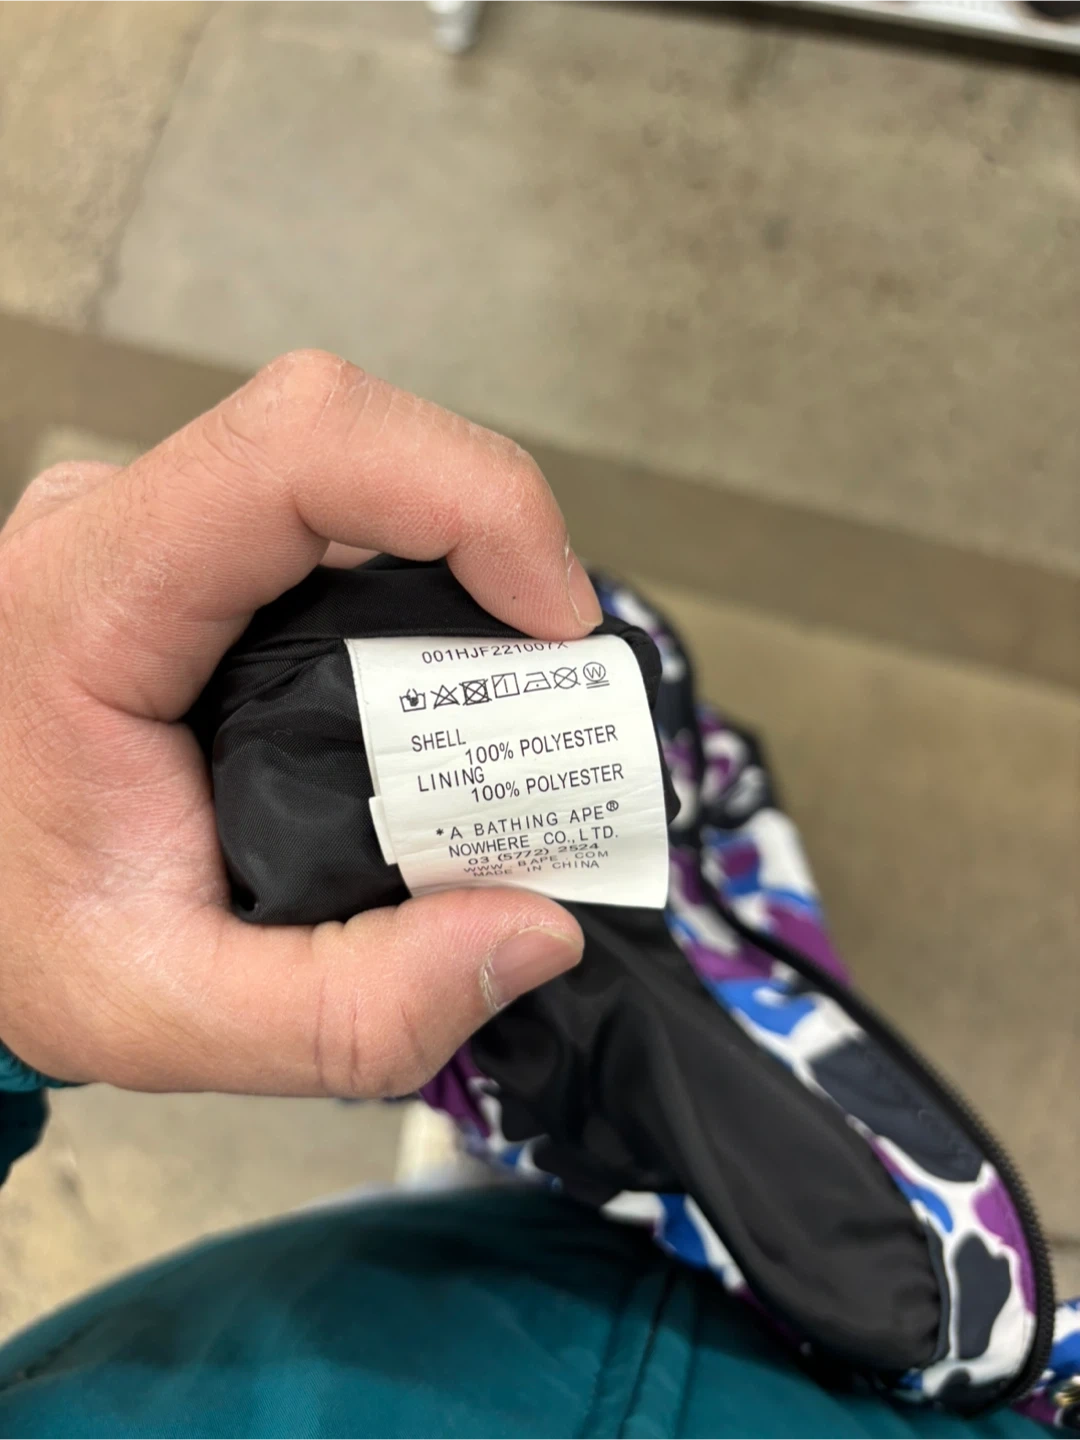 001HJF221007X
SHELL
100% POLYESTER
LINING
100% POLYESTER
*A BATHING APE®
NOWHERE CO.,LTD.
03 (5772) 2524
WWW.BAPE.COM
MADE IN CHINA